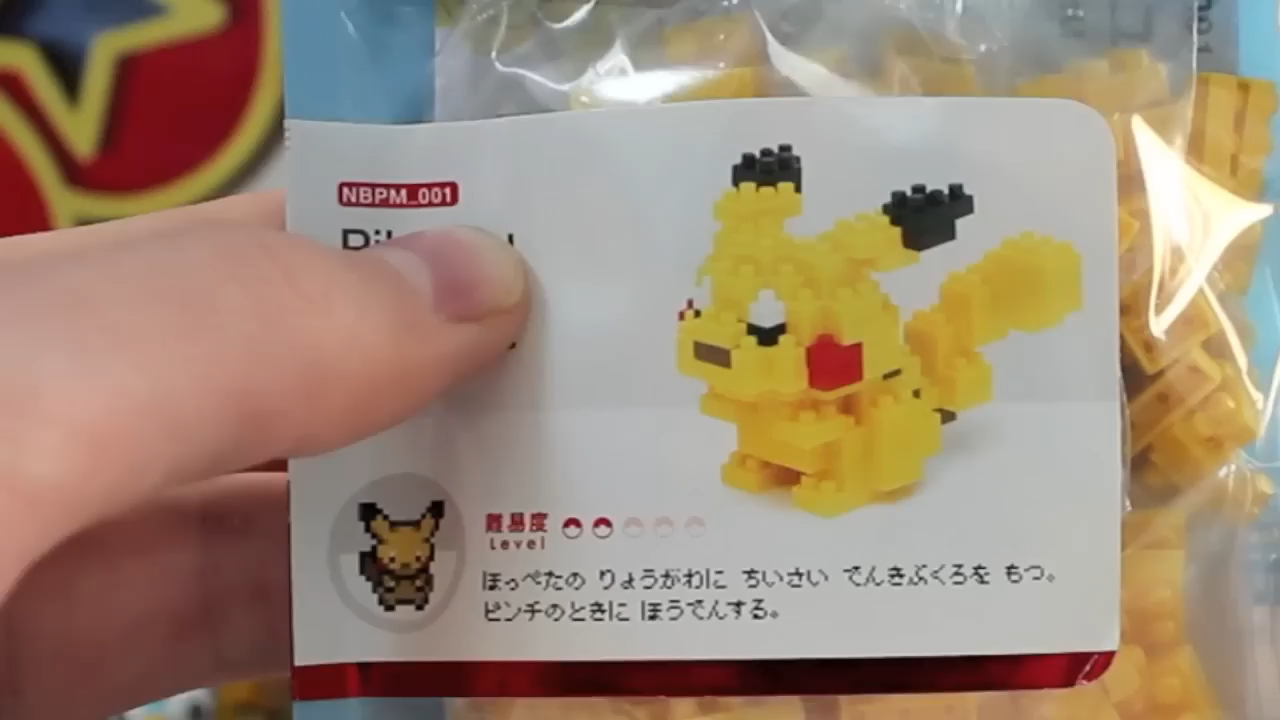 NBPM_001
難易度
Level
ほっぺたの りょうがわに ちいさい でんきぶくろを もつ。
ピンチのときに ほうでんする。